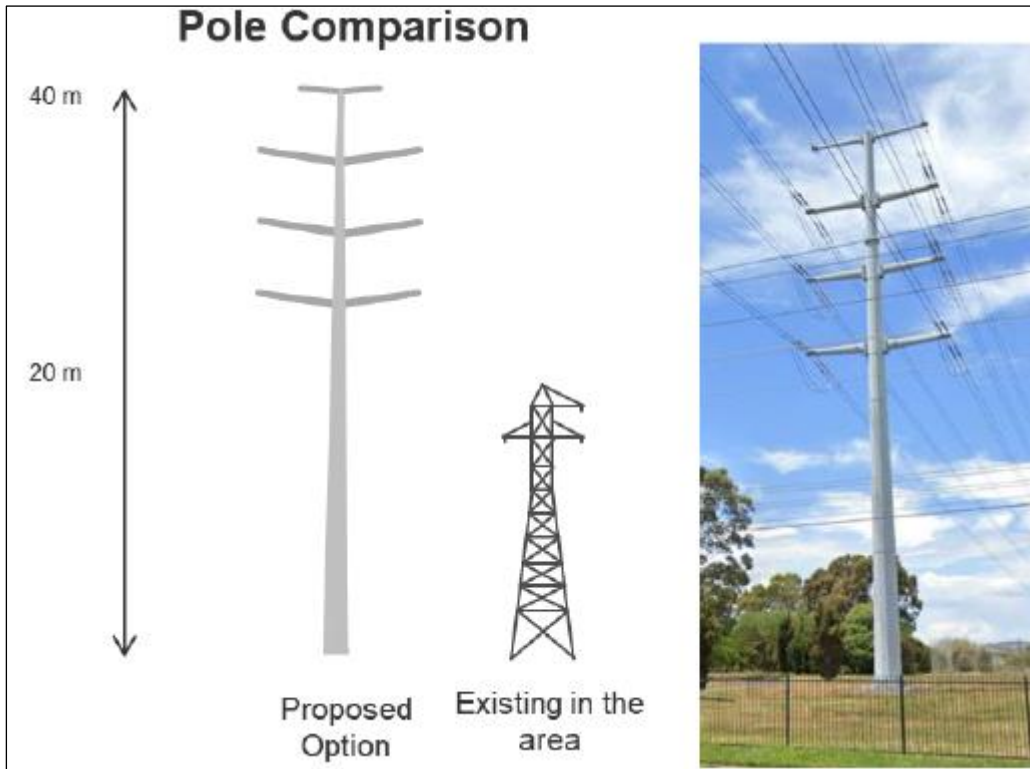 Pole Comparison
40 m
20 m
Proposed
Option
Existing in the
area